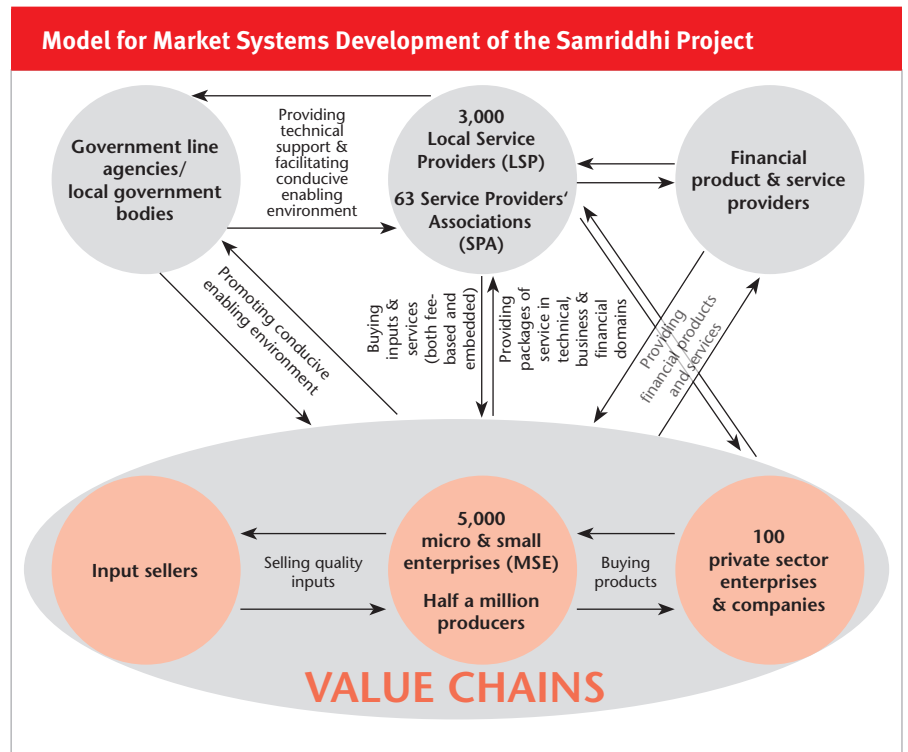 Model for Market Systems Development of the Samriddhi Project
Government line
agencies/
local government
bodies
Providing
technical
support &
facilitating
conducive
enabling
environment
3,000
Local Service
Providers (LSP)
63 Service Providers‘
Associations
(SPA)
Financial
product & service
providers
Promoting conducive
enabling environment
Buying
inputs &
services
(both fee-
based and
embedded)
Providing
packages of
service in
technical,
business &
financial
domains
Providing
financial products
and services
Input sellers
Selling quality
inputs
5,000
micro & small
enterprises (MSE)
Half a million
producers
Buying
products
100
private sector
enterprises
& companies
VALUE CHAINS